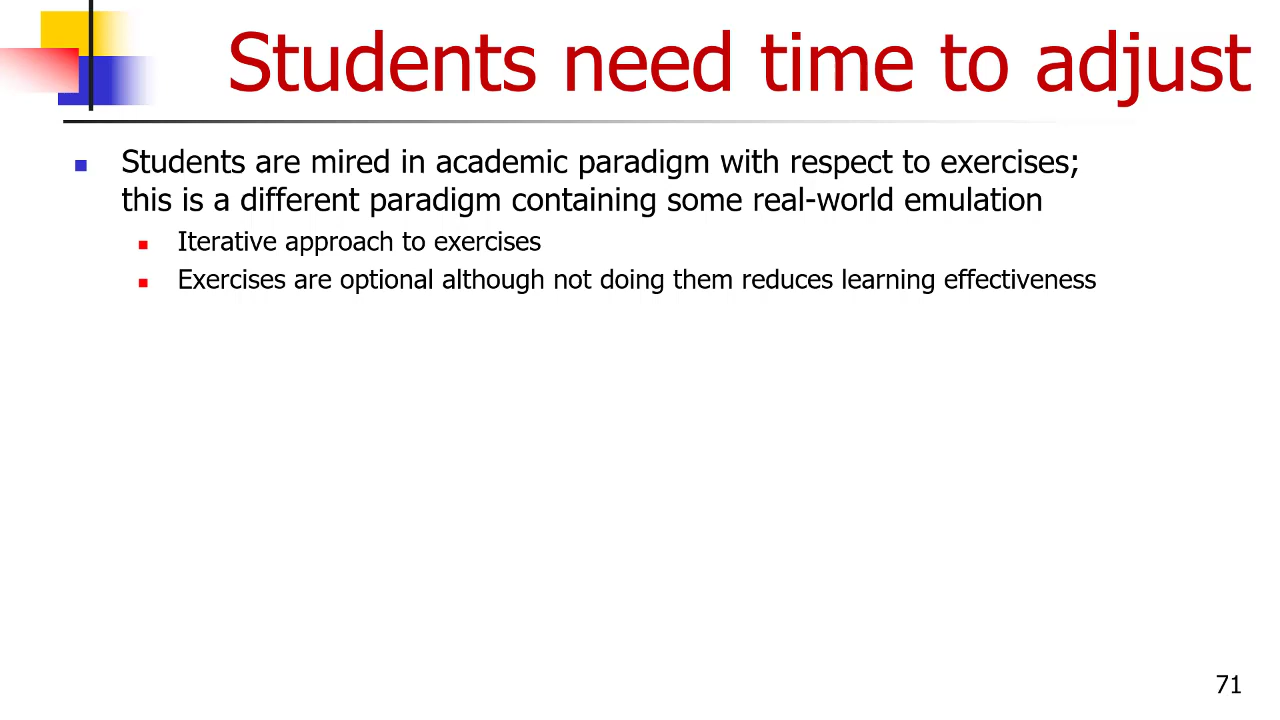 Students need time to adjust
Students are mired in academic paradigm with respect to exercises;
this is a different paradigm containing some real-world emulation
Iterative approach to exercises
Exercises are optional although not doing them reduces learning effectiveness
71